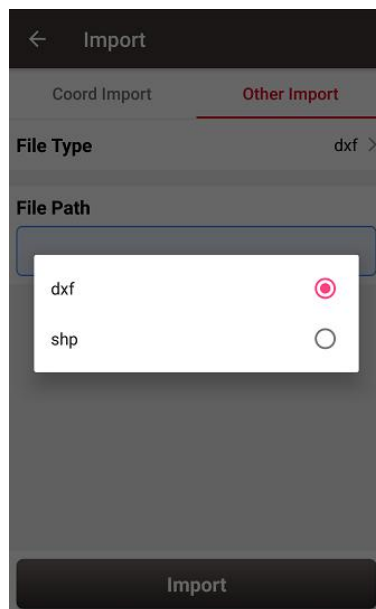 Import
Coord Import Other Import
File Type dxf
File Path
dxf
shp
Import